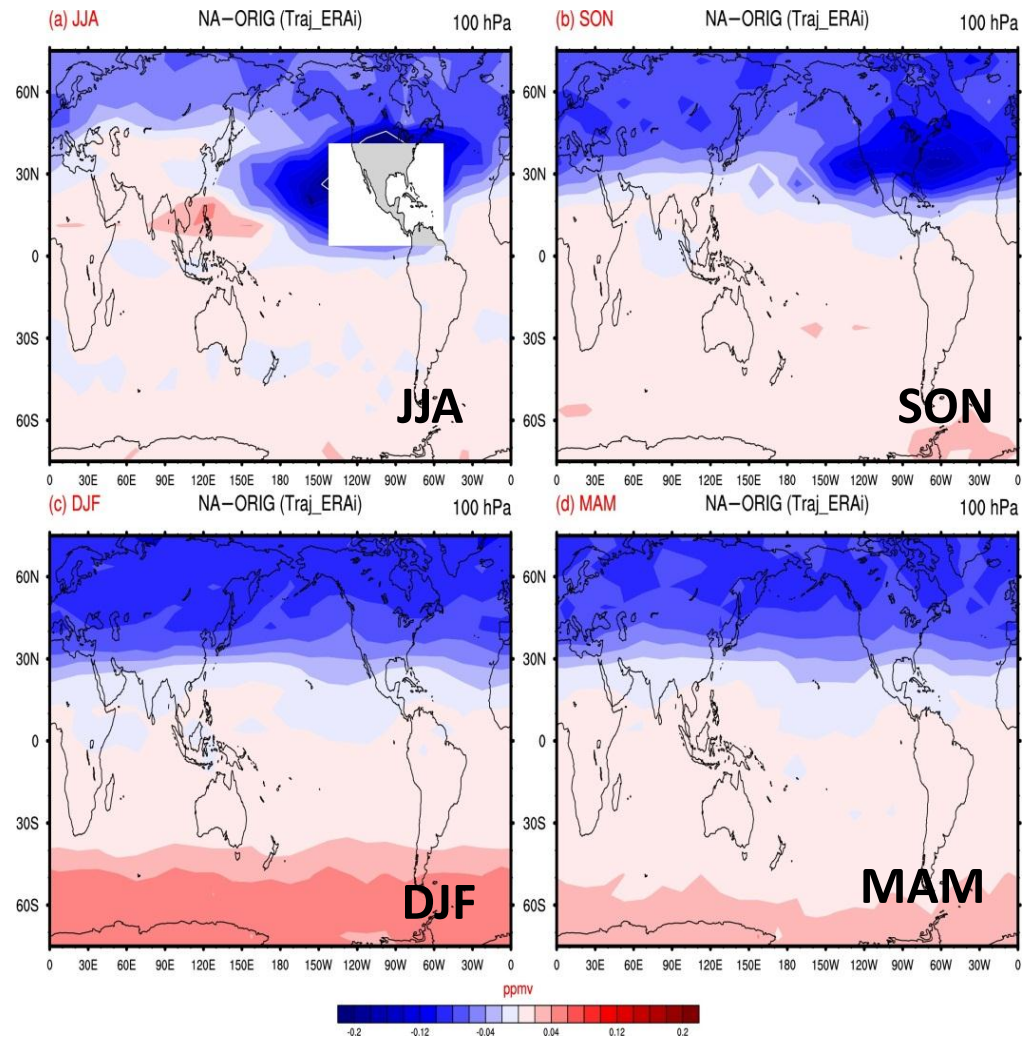 (a) JJA NA−ORIG (Traj_ERAi) 100 hPa
60N
30N
0
30S
60S
0 30E 60E 90E 120E 150E 180 150W 120W 90W 60W 30W 0
JJA
(b) SON NA−ORIG (Traj_ERAi) 100 hPa
60N
30N
0
30S
60S
0 30E 60E 90E 120E 150E 180 150W 120W 90W 60W 30W 0
SON
(c) DJF NA−ORIG (Traj_ERAi) 100 hPa
60N
30N
0
30S
60S
0 30E 60E 90E 120E 150E 180 150W 120W 90W 60W 30W 0
DJF
(d) MAM NA−ORIG (Traj_ERAi) 100 hPa
60N
30N
0
30S
60S
0 30E 60E 90E 120E 150E 180 150W 120W 90W 60W 30W 0
MAM
ppmv
-0.2 -0.12 -0.04 0.04 0.12 0.2